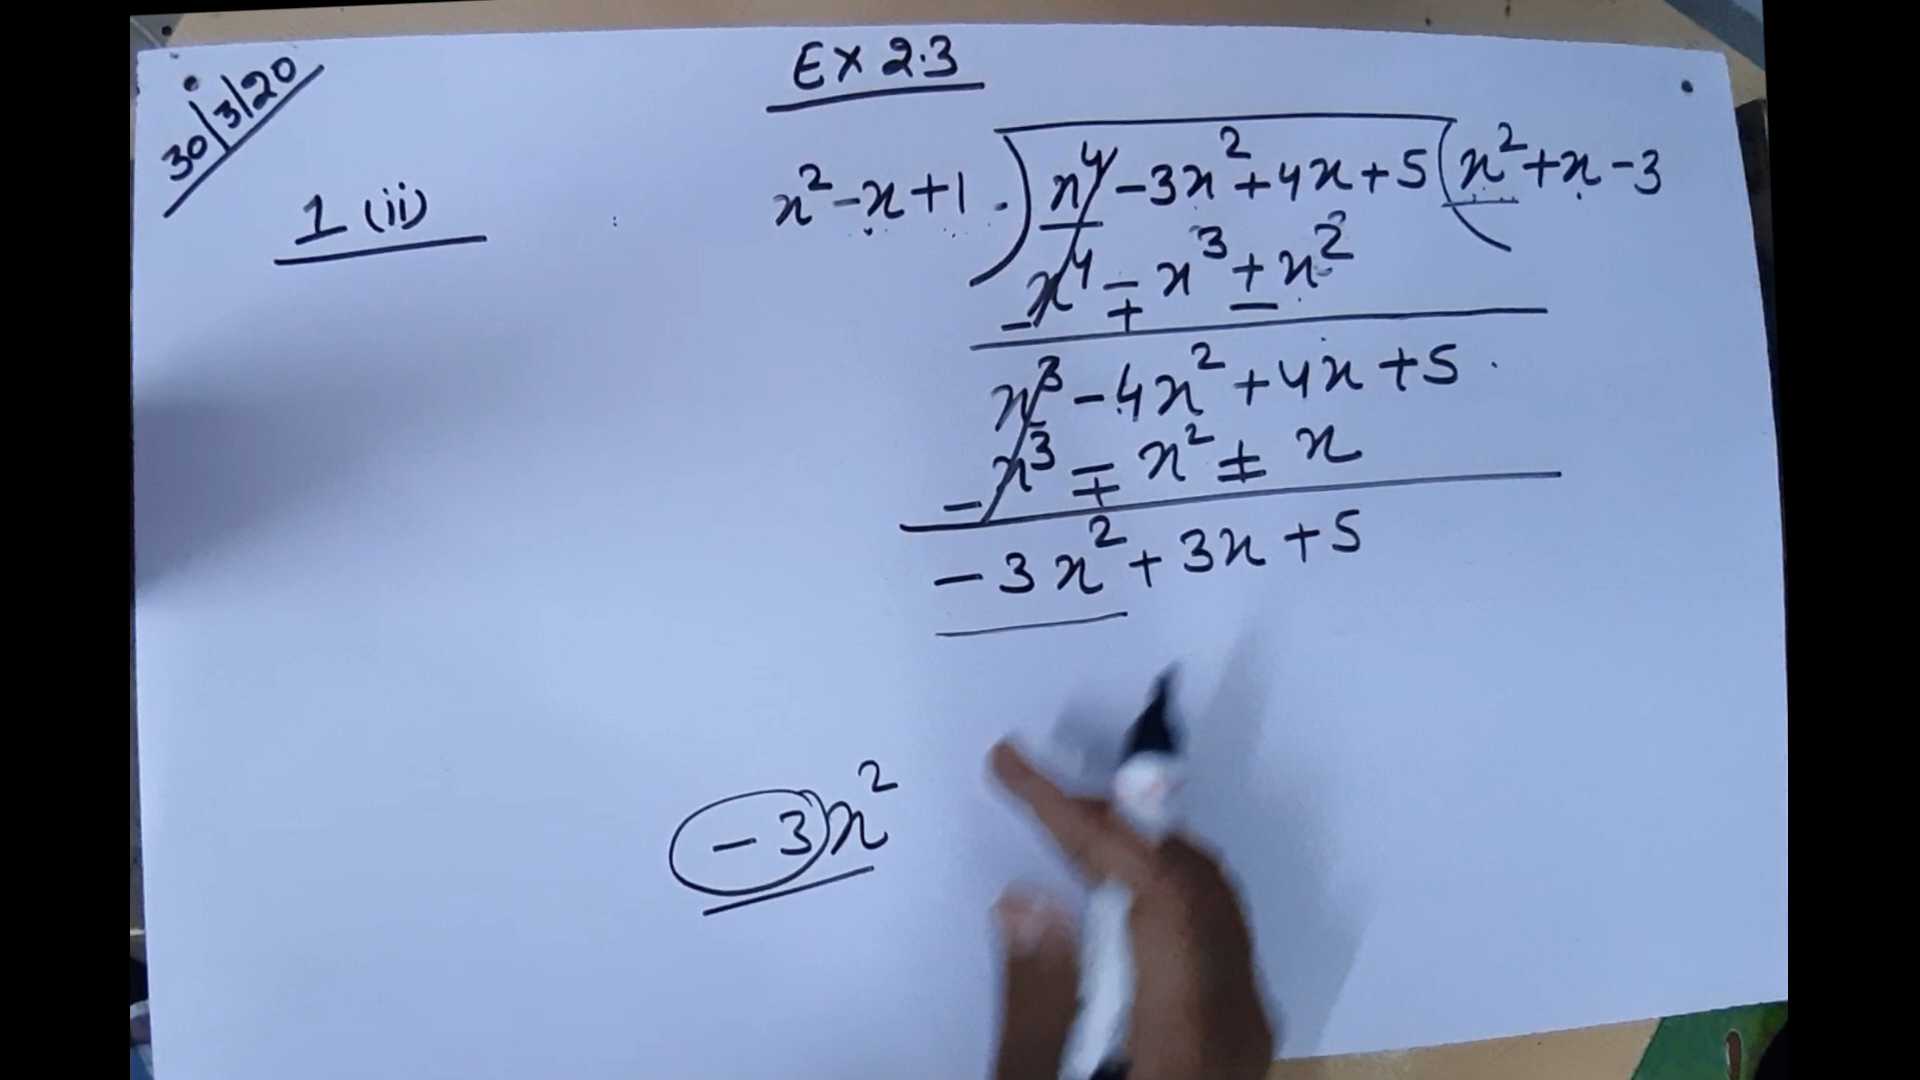 30/3/20
EX 2.3
1 (ii)
x² - x + 1 . ) x⁴ - 3x² + 4x + 5 ( x² + x - 3
x⁴ - x³ + x²
- + -
x³ - 4x² + 4x + 5
x³ - x² + x
- + -
- 3x² + 3x + 5
- 3x²